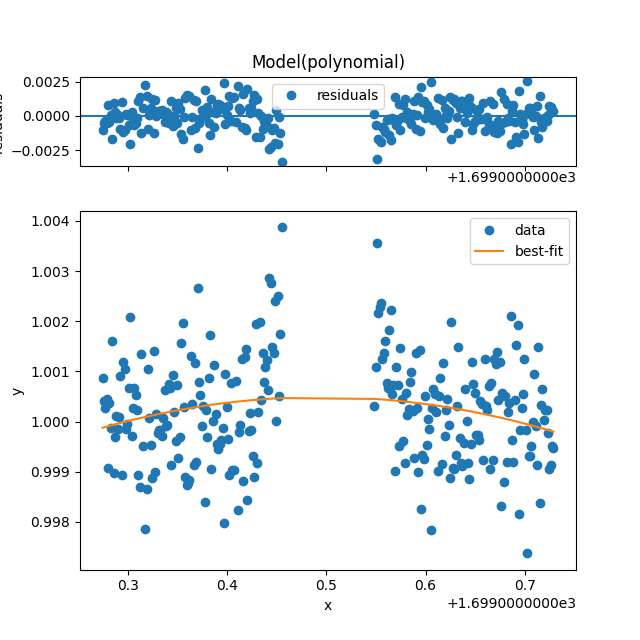 Model(polynomial)
0.0025
0.0000
−0.0025
residuals
+1.6990000000e3
1.004
1.003
1.002
1.001
1.000
0.999
0.998
y
data
best-fit
0.3
0.4
0.5
0.6
0.7
x
+1.6990000000e3